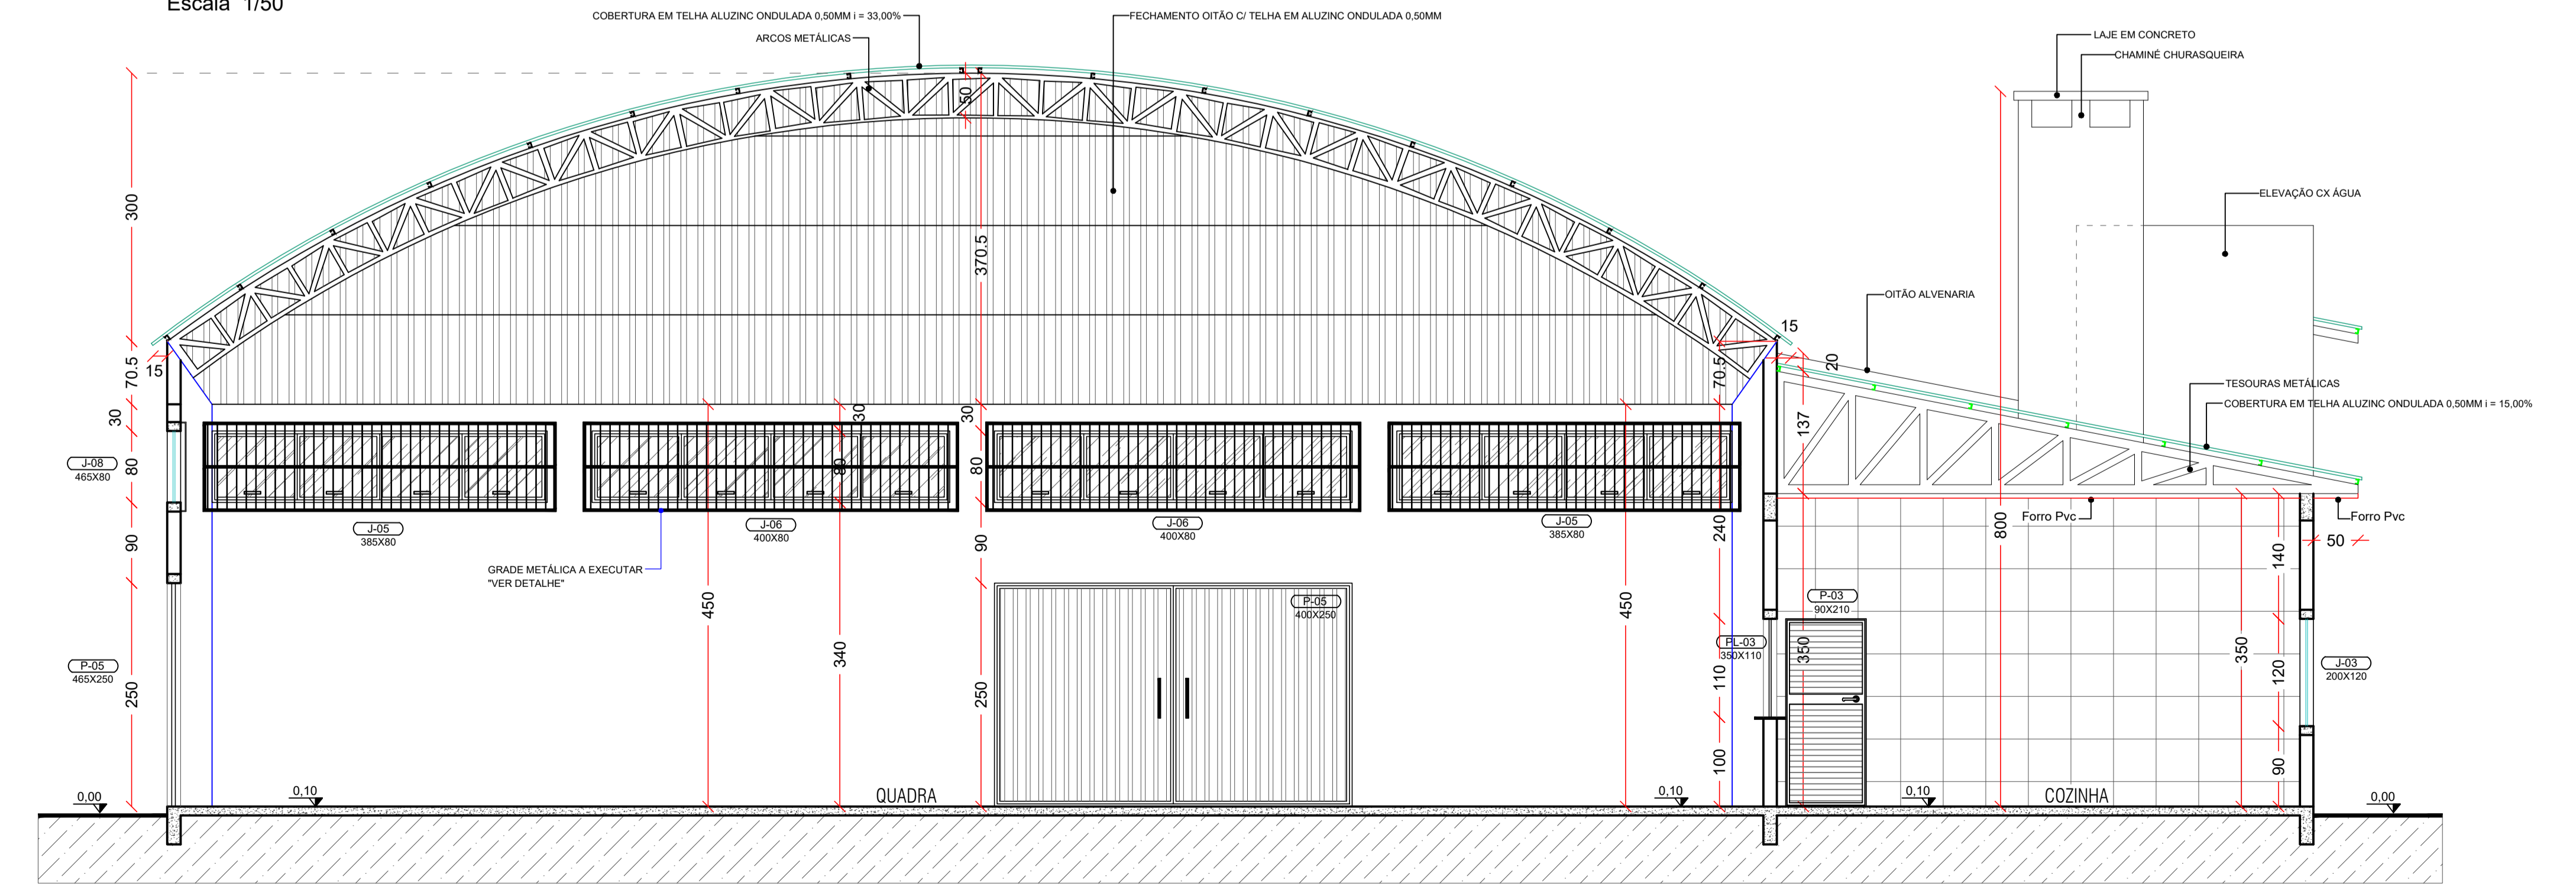 Escala 1/50
COBERTURA EM TELHA ALUZINC ONDULADA 0,50MM i = 33,00%
FECHAMENTO OITÃO C/ TELHA EM ALUZINC ONDULADA 0,50MM
ARCOS METÁLICAS
LAJE EM CONCRETO
CHAMINÉ CHURASQUEIRA
50
300
370.5
ELEVAÇÃO CX ÁGUA
OITÃO ALVENARIA
15
20
15
70.5
70.5
TESOURAS METÁLICAS
COBERTURA EM TELHA ALUZINC ONDULADA 0,50MM i = 15,00%
30
30
30
137
J-08
465X80
80
80
80
J-05
385X80
J-06
400X80
J-06
400X80
J-05
385X80
240
800
Forro Pvc
Forro Pvc
50
90
90
140
GRADE METÁLICA A EXECUTAR
"VER DETALHE"
450
450
P-05
400X250
P-03
90X210
340
PL-03
350X110
350
350
P-05
465X250
250
250
110
120
J-03
200X120
100
90
0,00
0,10
QUADRA
0,10
0,10
COZINHA
0,00